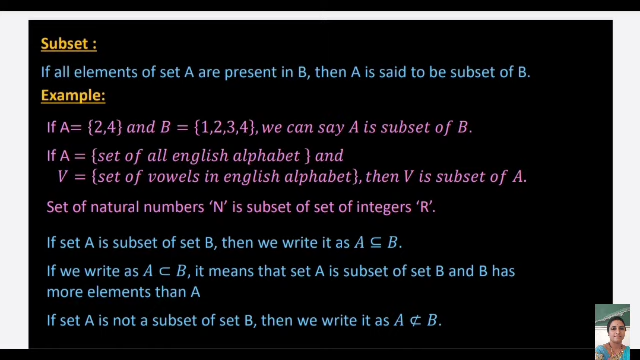 Subset :
If all elements of set A are present in B, then A is said to be subset of B.
Example:
If A= {2,4} and B = {1,2,3,4}, we can say A is subset of B.
If A = {set of all english alphabet } and
V = {set of vowels in english alphabet}, then V is subset of A.
Set of natural numbers ‘N’ is subset of set of integers ‘R’.
If set A is subset of set B, then we write it as A ⊆ B.
If we write as A ⊂ B, it means that set A is subset of set B and B has
more elements than A
If set A is not a subset of set B, then we write it as A ⊄ B.